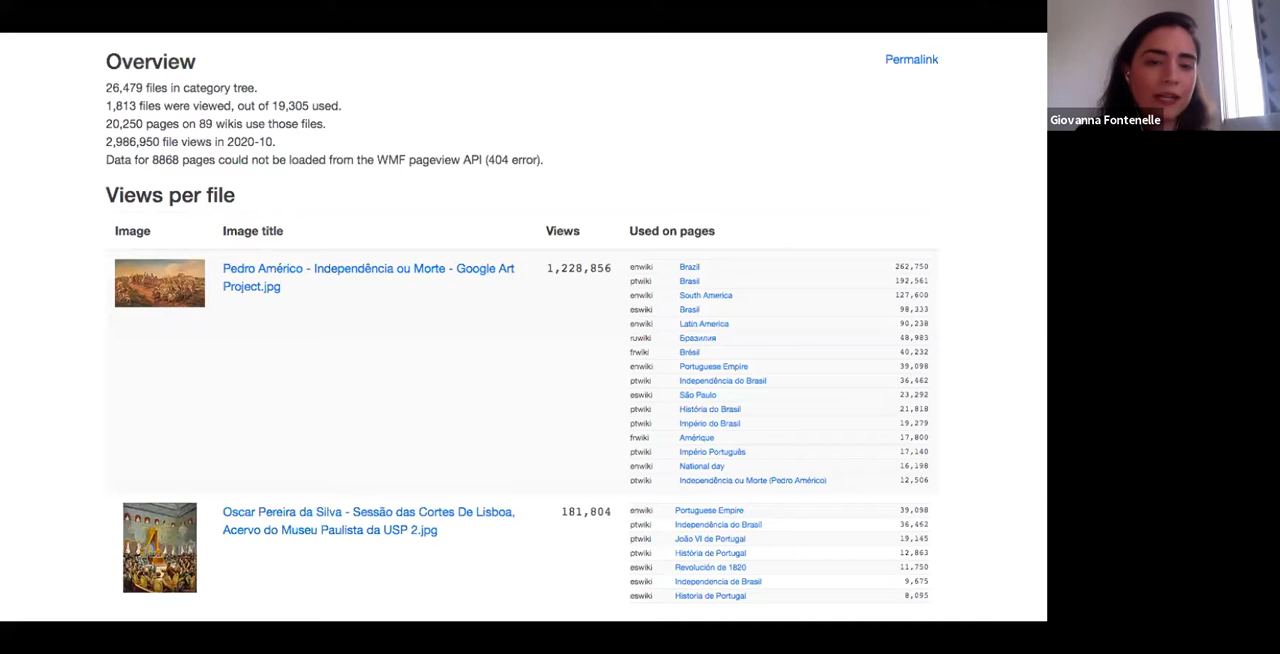 Overview
Permalink
26,479 files in category tree.
1,813 files were viewed, out of 19,305 used.
20,250 pages on 89 wikis use those files.
2,986,950 file views in 2020-10.
Data for 8868 pages could not be loaded from the WMF pageview API (404 error).
Views per file
Image Image title Views Used on pages
Pedro Américo - Independência ou Morte - Google Art
Project.jpg
1,228,856
enwiki Brazil 262,750
ptwiki Brasil 192,561
enwiki South America 127,600
eswiki Brasil 98,333
enwiki Latin America 90,238
ruwiki Бразилия 48,983
frwiki Brésil 40,232
enwiki Portuguese Empire 39,098
ptwiki Independência do Brasil 36,462
eswiki São Paulo 23,292
ptwiki História do Brasil 21,818
ptwiki Império do Brasil 19,279
frwiki Amérique 17,800
ptwiki Império Português 17,140
enwiki National day 16,198
ptwiki Independência ou Morte (Pedro Américo) 12,506
Oscar Pereira da Silva - Sessão das Cortes De Lisboa,
Acervo do Museu Paulista da USP 2.jpg
181,804
enwiki Portuguese Empire 39,098
ptwiki Independência do Brasil 36,462
ptwiki João VI de Portugal 19,145
ptwiki História de Portugal 12,863
eswiki Revolución de 1820 11,750
eswiki Independencia de Brasil 9,675
eswiki Historia de Portugal 8,095
Giovanna Fontenelle